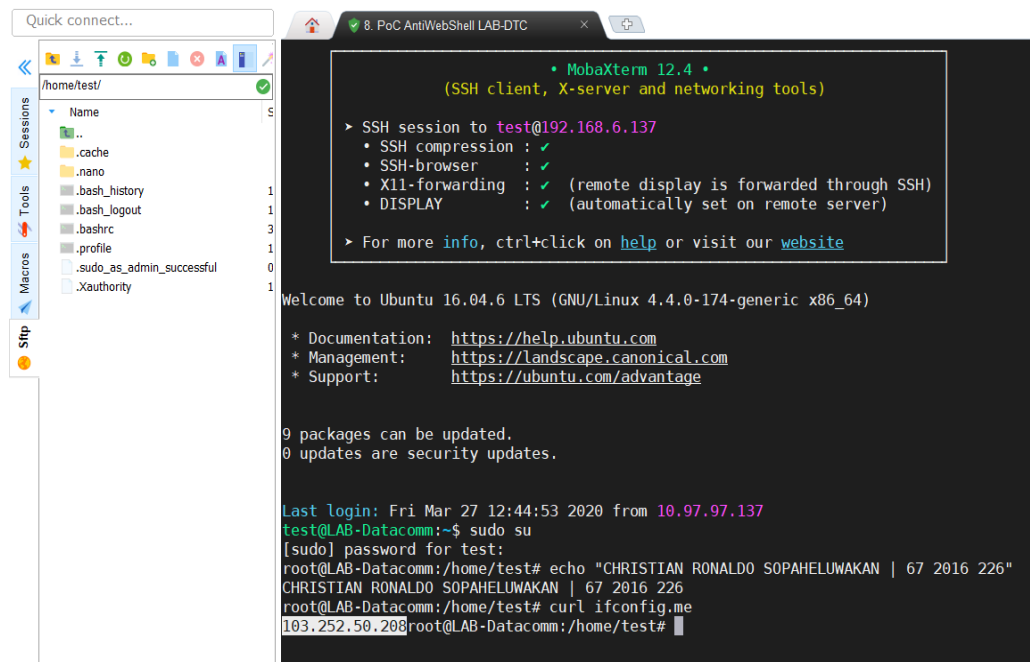 Quick connect...
8. PoC AntiWebShell LAB-DTC
/home/test/
Name
S
..
.cache
.nano
.bash_history 1
.bash_logout 1
.bashrc 3
.profile 1
.sudo_as_admin_successful 0
.Xauthority 1
Sessions
Tools
Macros
Sftp
• MobaXterm 12.4 •
(SSH client, X-server and networking tools)
➤ SSH session to test@192.168.6.137
• SSH compression : ✔
• SSH-browser : ✔
• X11-forwarding : ✔ (remote display is forwarded through SSH)
• DISPLAY : ✔ (automatically set on remote server)
➤ For more info, ctrl+click on help or visit our website
Welcome to Ubuntu 16.04.6 LTS (GNU/Linux 4.4.0-174-generic x86_64)
* Documentation: https://help.ubuntu.com
* Management: https://landscape.canonical.com
* Support: https://ubuntu.com/advantage
9 packages can be updated.
0 updates are security updates.
Last login: Fri Mar 27 12:44:53 2020 from 10.97.97.137
test@LAB-Datacomm:~$ sudo su
[sudo] password for test:
root@LAB-Datacomm:/home/test# echo "CHRISTIAN RONALDO SOPAHELUWAKAN | 67 2016 226"
CHRISTIAN RONALDO SOPAHELUWAKAN | 67 2016 226
root@LAB-Datacomm:/home/test# curl ifconfig.me
103.252.50.208root@LAB-Datacomm:/home/test#